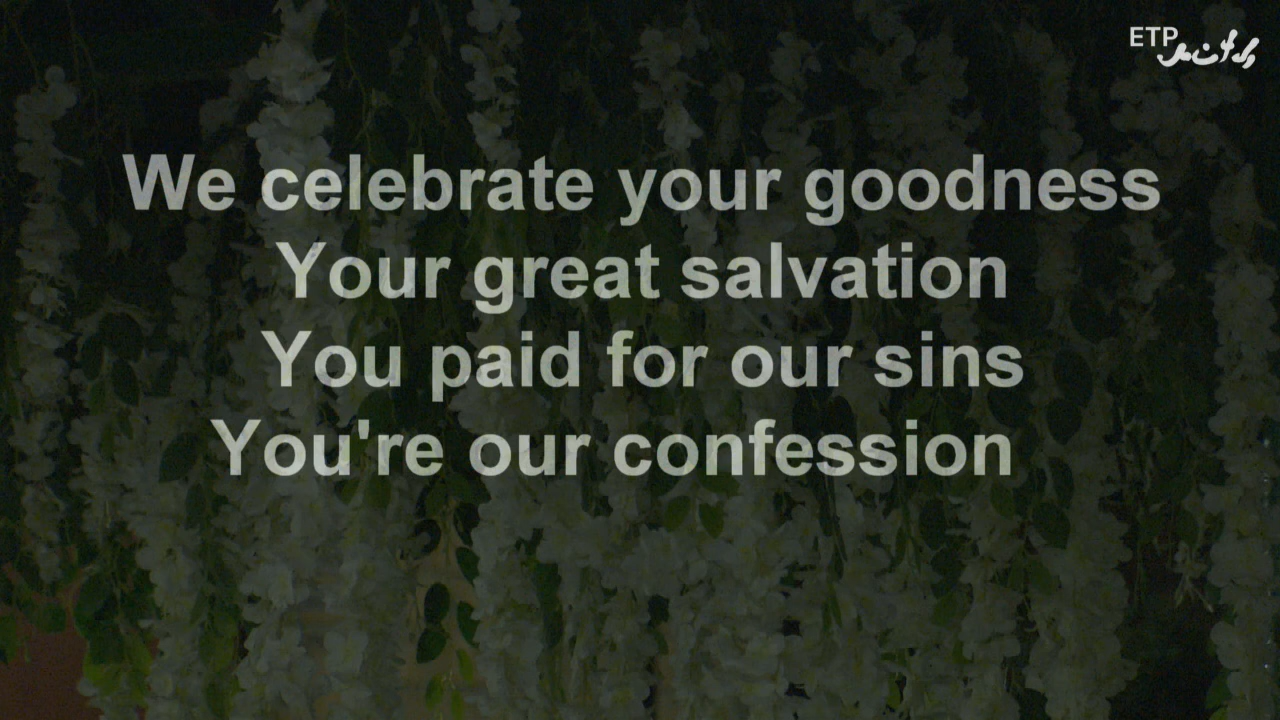 ETP
We celebrate your goodness
Your great salvation
You paid for our sins
You're our confession